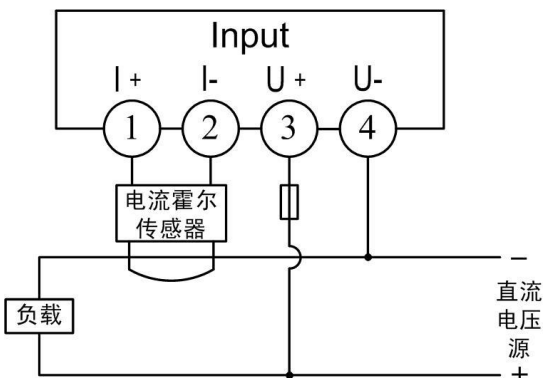 Input
I + I- U + U-
1 2 3 4
电流霍尔
传感器
负载
−
直流
电压
源
+